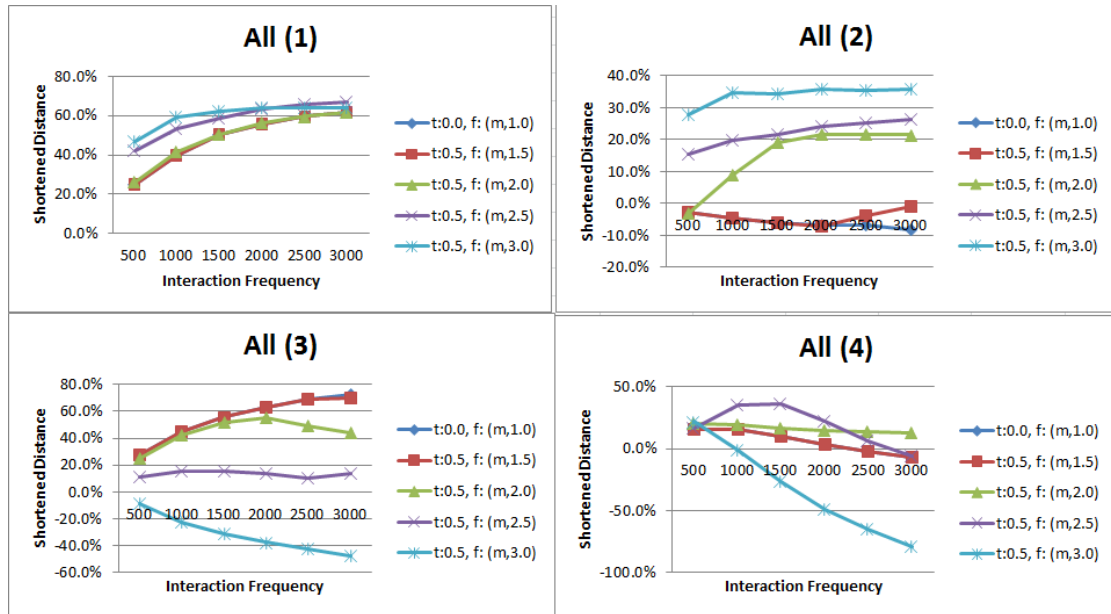 All (1)
80.0%
60.0%
40.0%
20.0%
0.0%
Shortened Distance
500 1000 1500 2000 2500 3000
Interaction Frequency
t:0.0, f: (m,1.0)
t:0.5, f: (m,1.5)
t:0.5, f: (m,2.0)
t:0.5, f: (m,2.5)
t:0.5, f: (m,3.0)
All (2)
40.0%
30.0%
20.0%
10.0%
0.0%
-10.0%
-20.0%
Shortened Distance
500 1000 1500 2000 2500 3000
Interaction Frequency
t:0.0, f: (m,1.0)
t:0.5, f: (m,1.5)
t:0.5, f: (m,2.0)
t:0.5, f: (m,2.5)
t:0.5, f: (m,3.0)
All (3)
80.0%
60.0%
40.0%
20.0%
0.0%
-20.0%
-40.0%
-60.0%
Shortened Distance
500 1000 1500 2000 2500 3000
Interaction Frequency
t:0.0, f: (m,1.0)
t:0.5, f: (m,1.5)
t:0.5, f: (m,2.0)
t:0.5, f: (m,2.5)
t:0.5, f: (m,3.0)
All (4)
50.0%
0.0%
-50.0%
-100.0%
Shortened Distance
500 1000 1500 2000 2500 3000
Interaction Frequency
t:0.0, f: (m,1.0)
t:0.5, f: (m,1.5)
t:0.5, f: (m,2.0)
t:0.5, f: (m,2.5)
t:0.5, f: (m,3.0)